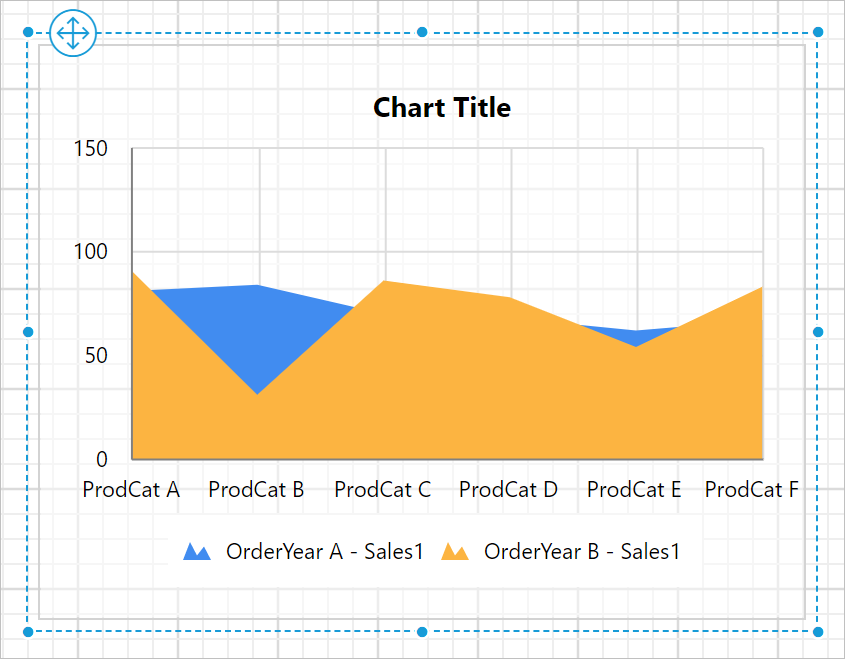 Chart Title
150
100
50
0
ProdCat A ProdCat B ProdCat C ProdCat D ProdCat E ProdCat F
OrderYear A - Sales1 OrderYear B - Sales1